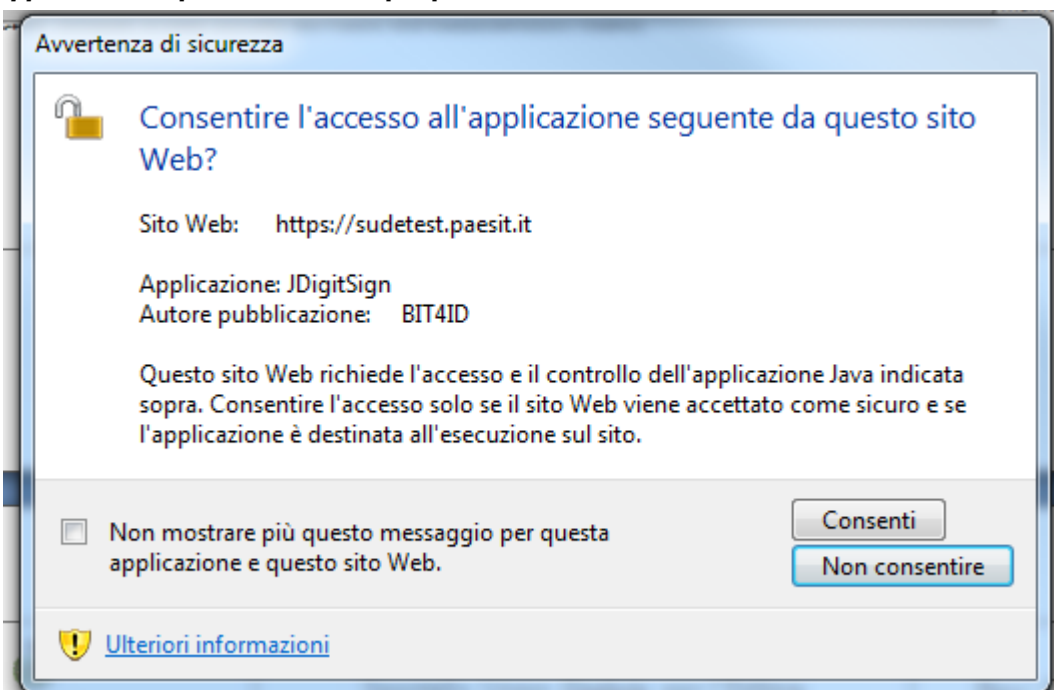 Avvertenza di sicurezza
Consentire l'accesso all'applicazione seguente da questo sito
Web?
Sito Web: https://sudetest.paesit.it
Applicazione: JDigitSign
Autore pubblicazione: BIT4ID
Questo sito Web richiede l'accesso e il controllo dell'applicazione Java indicata
sopra. Consentire l'accesso solo se il sito Web viene accettato come sicuro e se
l'applicazione è destinata all'esecuzione sul sito.
Non mostrare più questo messaggio per questa
applicazione e questo sito Web.
Consenti
Non consentire
Ulteriori informazioni